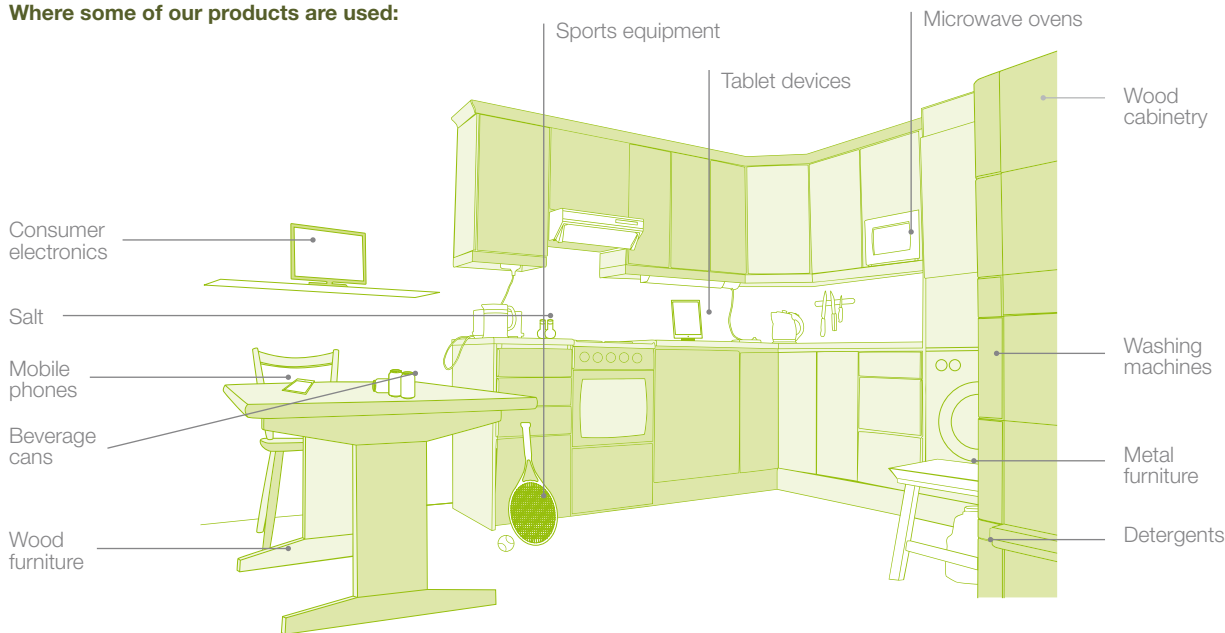 Where some of our products are used:
Sports equipment
Microwave ovens
Tablet devices
Wood
cabinetry
Consumer
electronics
Salt
Mobile
phones
Beverage
cans
Wood
furniture
Washing
machines
Metal
furniture
Detergents